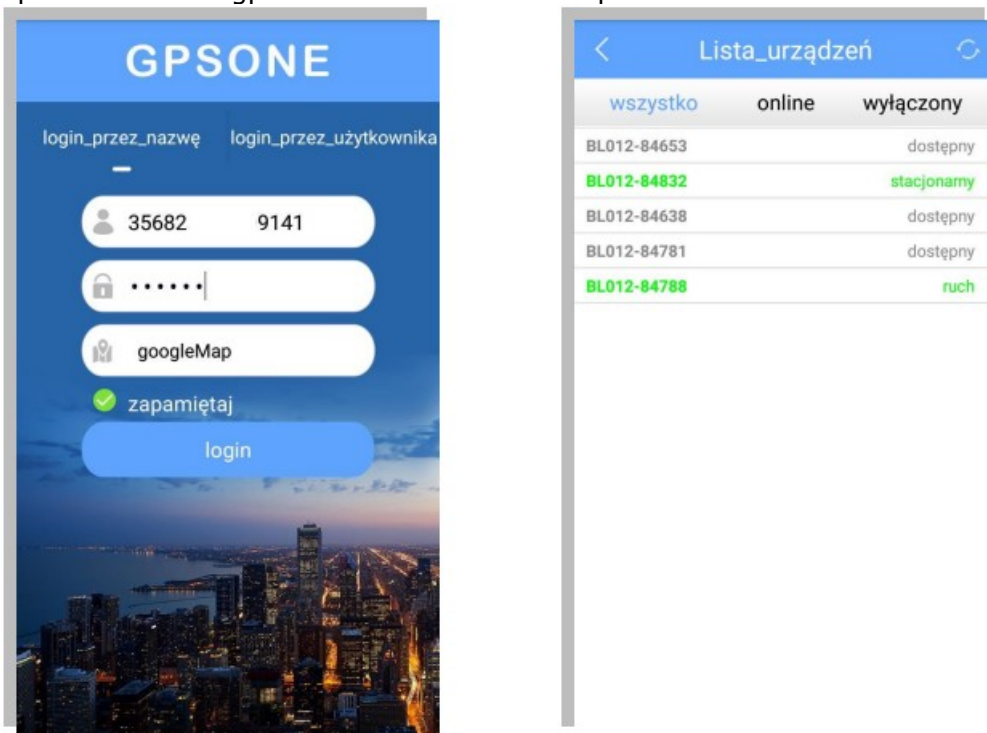 GPSONE
login_przez_nazwę login_przez_użytkownika
35682 9141
googleMap
zapamiętaj
login
Lista_urządzeń
wszystko online wyłączony
BL012-84653 dostępny
BL012-84832 stacjonarny
BL012-84638 dostępny
BL012-84781 dostępny
BL012-84788 ruch